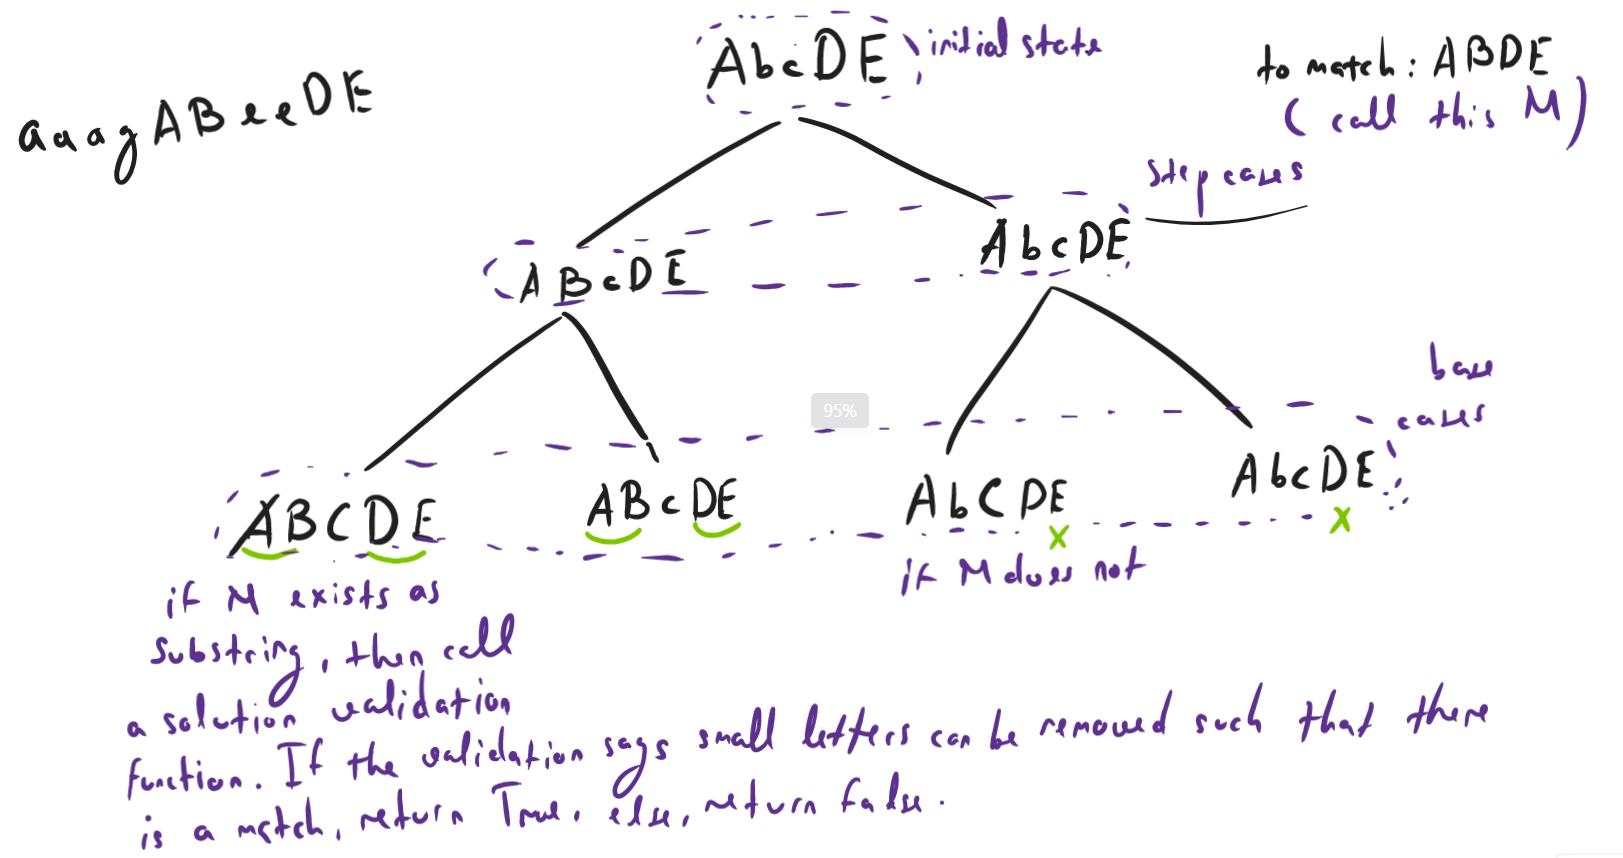 AbcDE initial state
to match: ABDE
(call this M)
aaagABeeDE
step cases
ABcDE
AbcDE
base
cases
95%
ABCDE
ABcDE
AbCDE
AbcDE
x
x
if M exists as
substring, then call
a solution validation
function. If the validation says small letters can be removed such that there
is a match, return True. else, return false.
if M does not